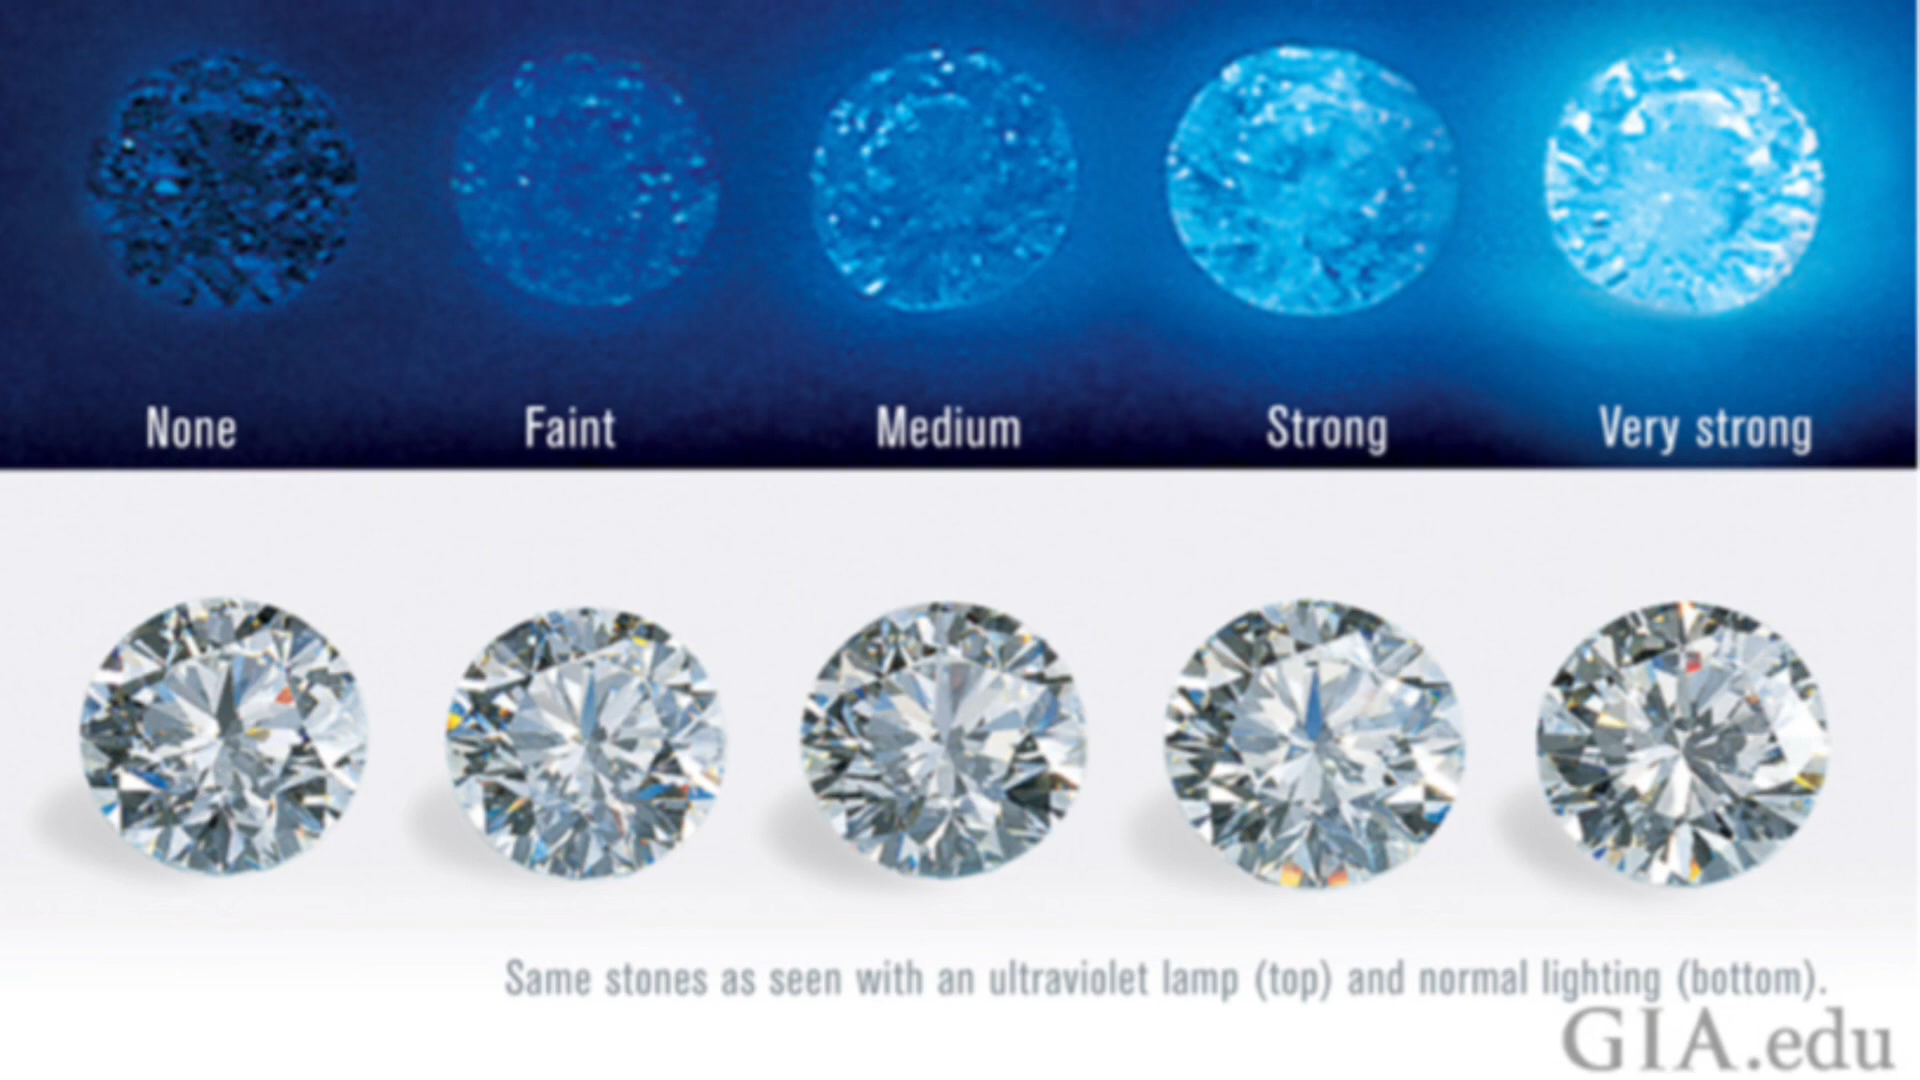 None Faint Medium Strong Very strong
Same stones as seen with an ultraviolet lamp (top) and normal lighting (bottom).
GIA.edu